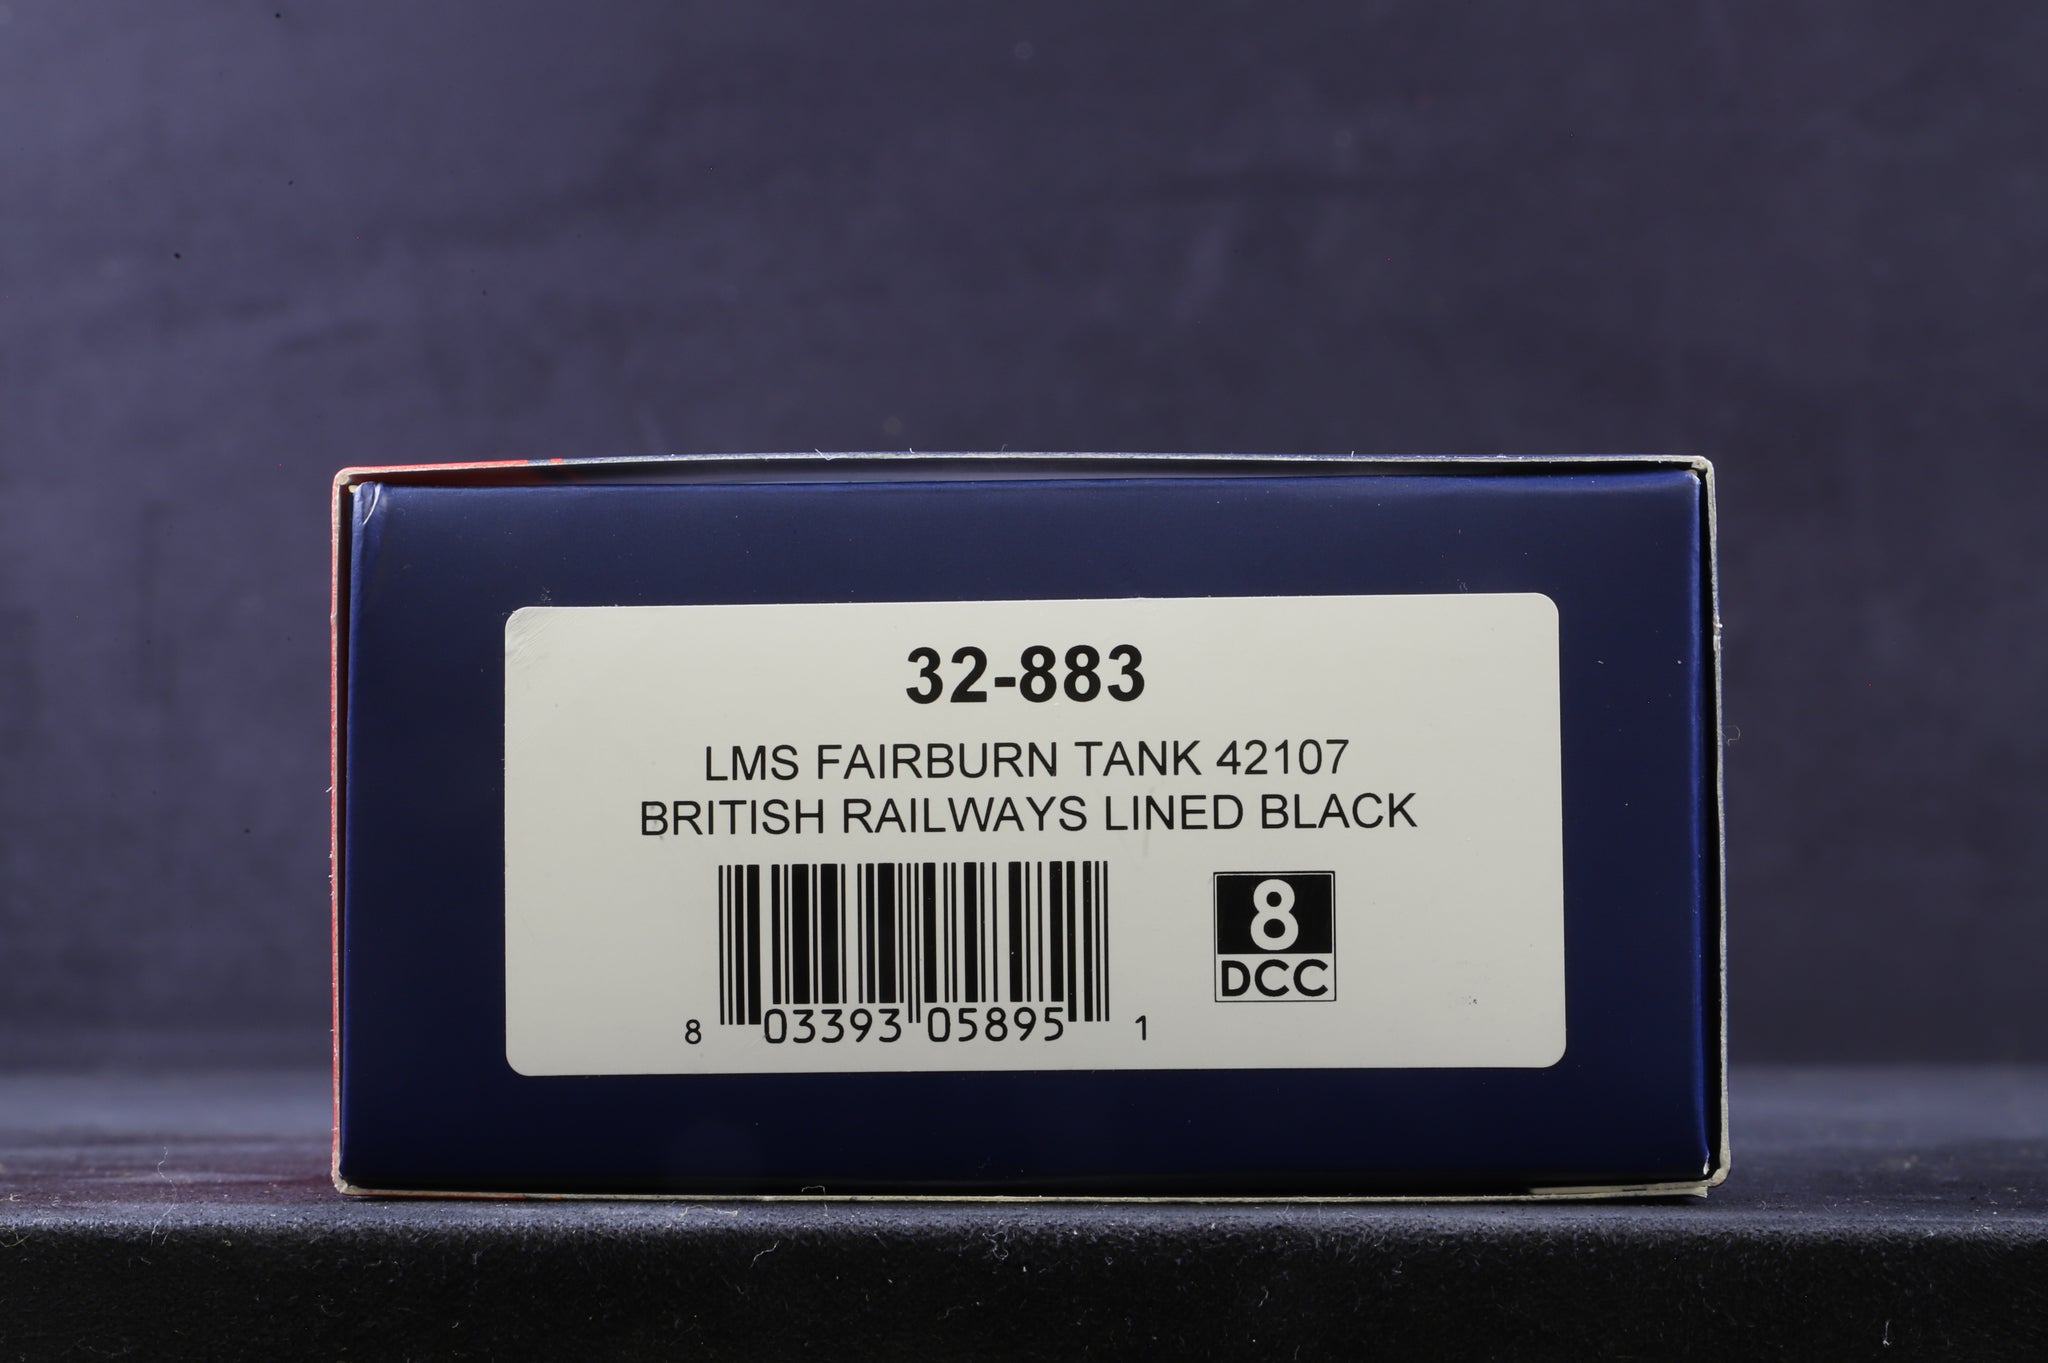 32-883
LMS FAIRBURN TANK 42107
BRITISH RAILWAYS LINED BLACK
8
DCC
8 03393 05895 1